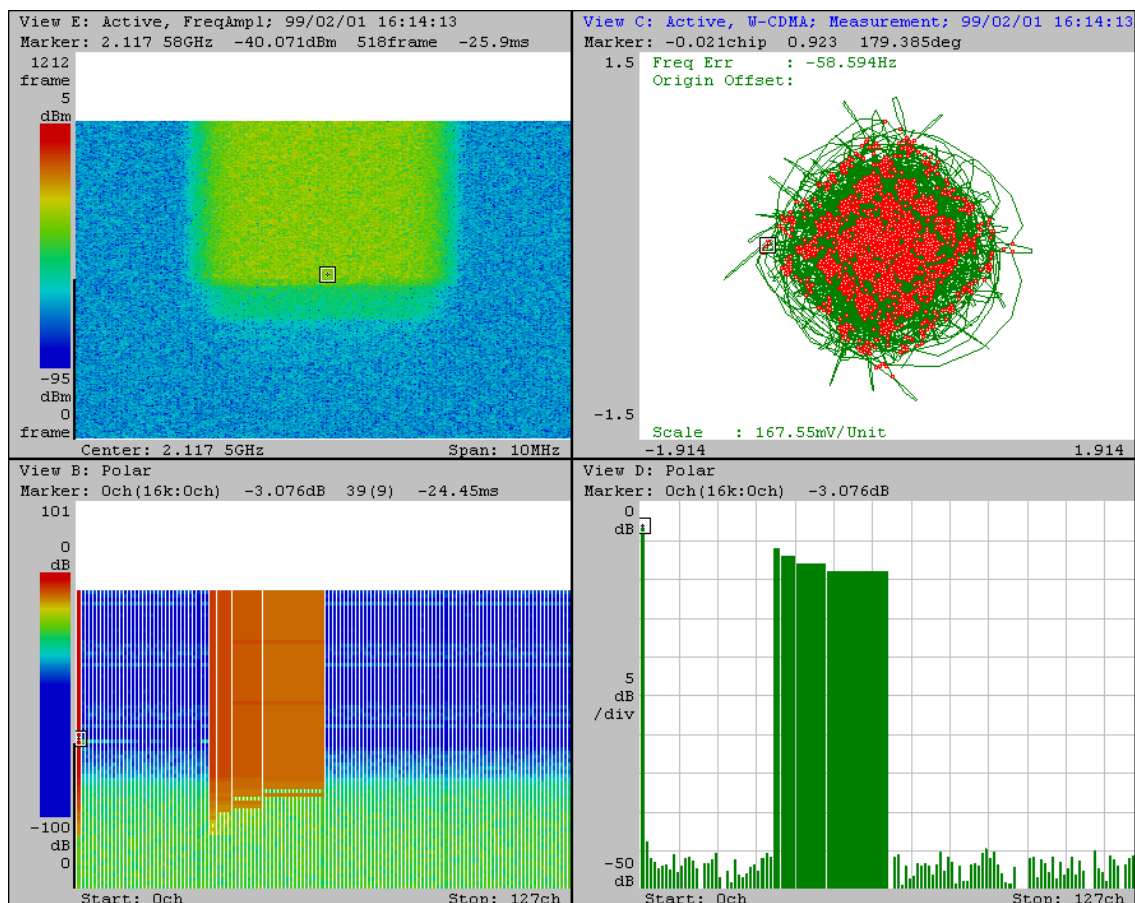 View E: Active, FreqAmpl; 99/02/01 16:14:13
Marker: 2.117 58GHz -40.071dBm 518frame -25.9ms
1212
frame
5
dBm
-95
dBm
0
frame
Center: 2.117 5GHz Span: 10MHz
View C: Active, W-CDMA; Measurement; 99/02/01 16:14:13
Marker: -0.021chip 0.923 179.385deg
1.5
Freq Err : -58.594Hz
Origin Offset:
-1.5
Scale : 167.55mV/Unit
-1.914 1.914
View B: Polar
Marker: 0ch(16k:0ch) -3.076dB 39(9) -24.45ms
101
0
dB
-100
dB
0
Start: 0ch Stop: 127ch
View D: Polar
Marker: 0ch(16k:0ch) -3.076dB
0
dB
5
dB
/div
-50
dB
Start: 0ch Stop: 127ch